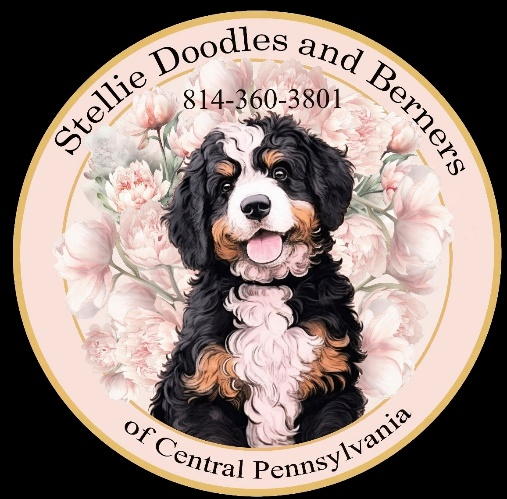 Stellie Doodles and Berners
814-360-3801
of Central Pennsylvania